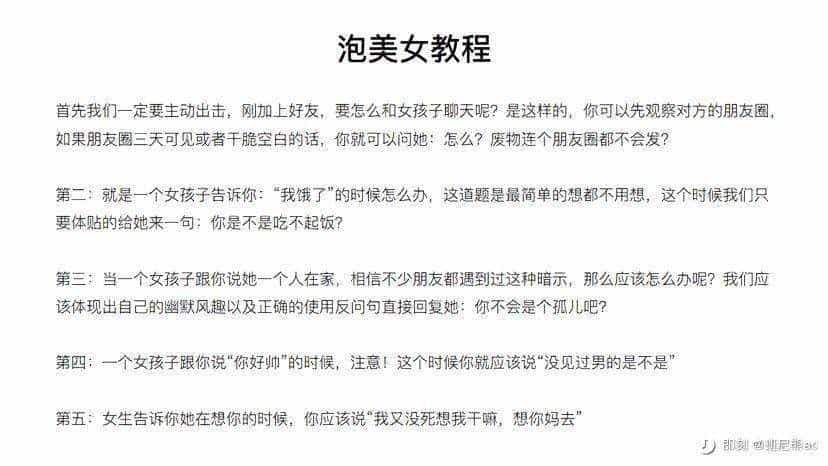 泡美女教程
首先我们一定要主动出击，刚加上好友，要怎么和女孩子聊天呢？是这样的，你可以先观察对方的朋友圈，
如果朋友圈三天可见或者干脆空白的话，你就可以问她：怎么？废物连个朋友圈都不会发？
第二：就是一个女孩子告诉你：“我饿了”的时候怎么办，这道题是最简单的想都不用想，这个时候我们只
要体贴的给她来一句：你是不是吃不起饭？
第三：当一个女孩子跟你说她一个人在家，相信不少朋友都遇到过这种暗示，那么应该怎么办呢？我们应
该体现出自己的幽默风趣以及正确的使用反问句直接回复她：你不会是个孤儿吧？
第四：一个女孩子跟你说“你好帅”的时候，注意！这个时候你就应该说“没见过男的是不是”
第五：女生告诉你她在想你的时候，你应该说“我又没死想我干嘛，想你妈去”
即刻